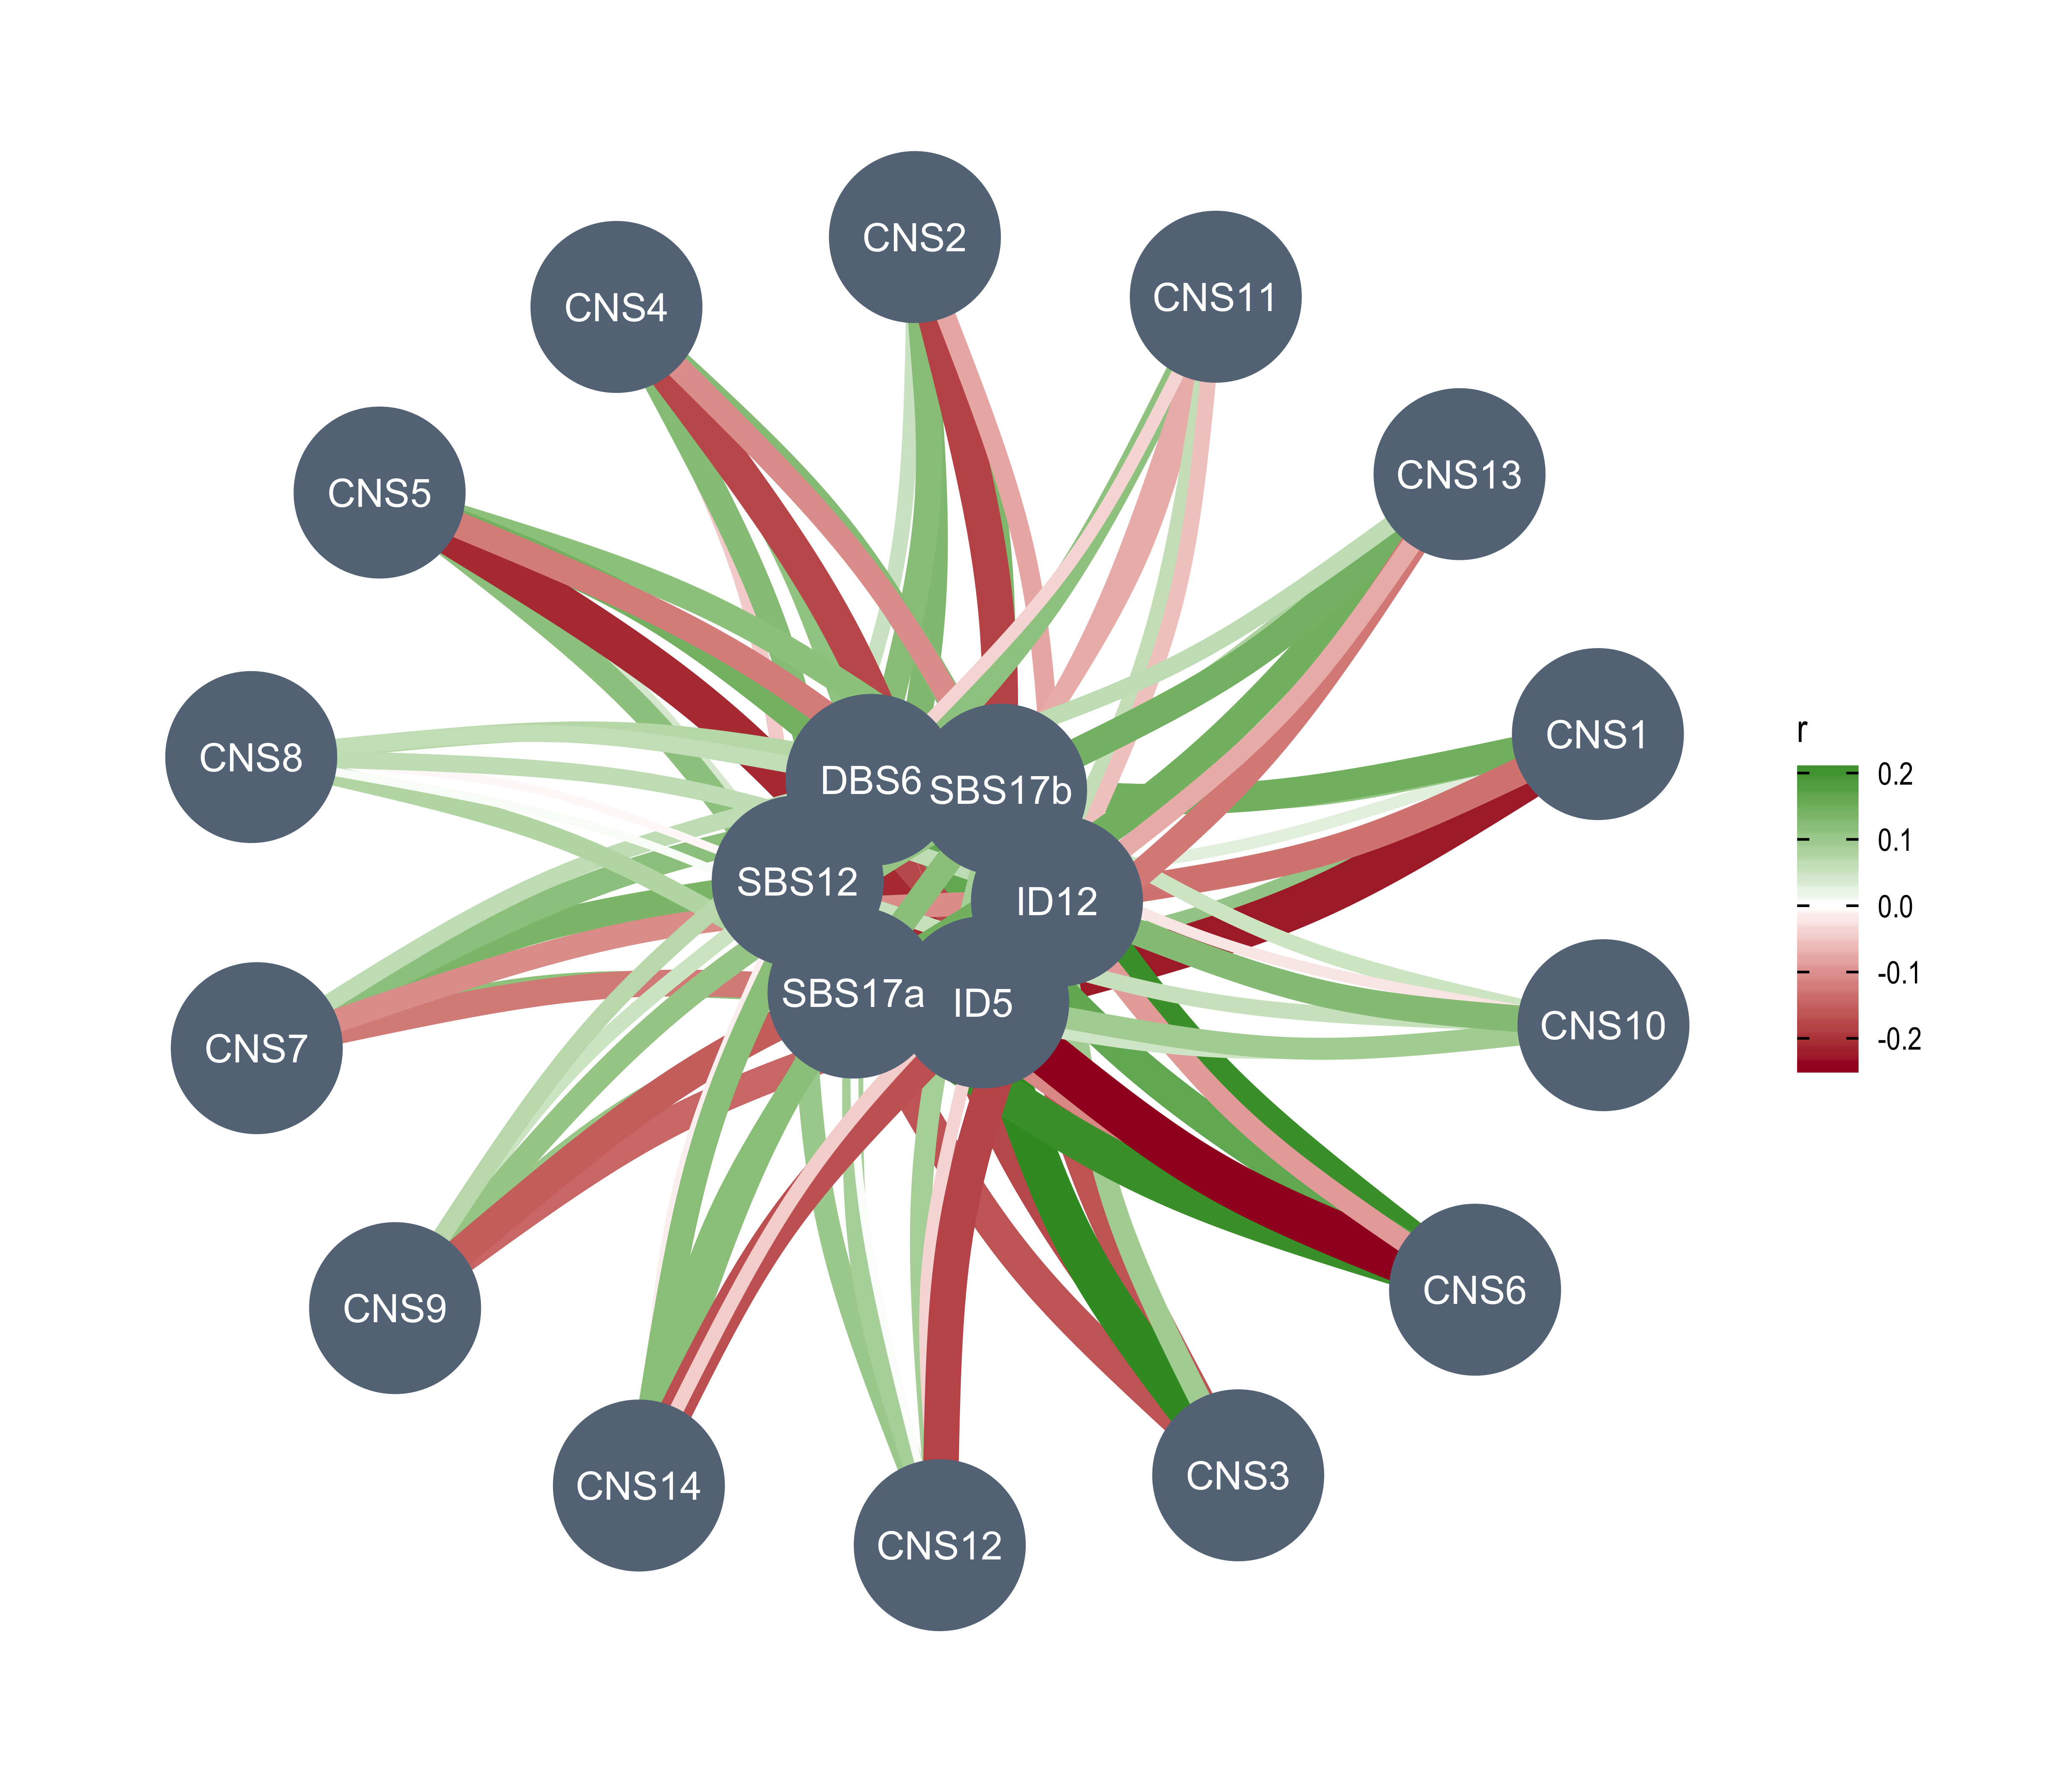 CNS2
CNS11
CNS4
CNS13
CNS5
CNS1
CNS8
DBS6
SBS17b
SBS12
ID12
SBS17a
ID5
CNS10
CNS7
CNS6
CNS9
CNS3
CNS14
CNS12
r
0.2
0.1
0.0
-0.1
-0.2